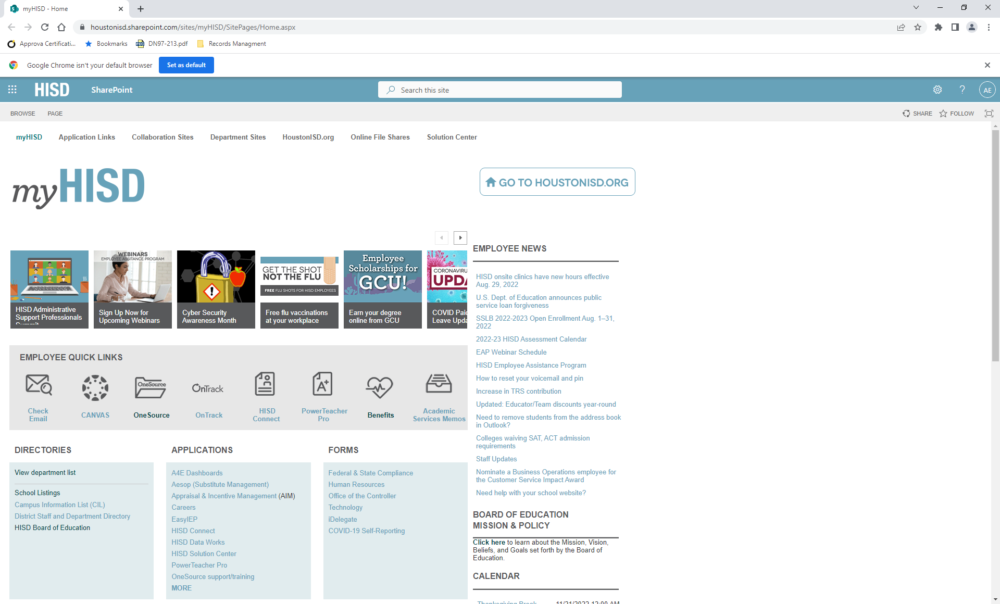 myHISD - Home
houstonisd.sharepoint.com/sites/myHISD/SitePages/Home.aspx
Approva Certificati...
Bookmarks
DN97-213.pdf
Records Managment
Google Chrome isn't your default browser
Set as default
HISD
SharePoint
Search this site
AE
BROWSE
PAGE
SHARE
FOLLOW
myHISD
Application Links
Collaboration Sites
Department Sites
HoustonISD.org
Online File Shares
Solution Center
myHISD
GO TO HOUSTONISD.ORG
HISD Administrative
Support Professionals
Summit
WEBINARS
EMPLOYEE ASSITANCE PROGRAM
Sign Up Now for
Upcoming Webinars
Cyber Security
Awareness Month
GET THE SHOT
NOT THE FLU
FREE FLU SHOTS FOR HISD EMPLOYEES
Free flu vaccinations
at your workplace
Employee
Scholarships for
GCU!
Earn your degree
online from GCU
CORONAVIRU
UPDA
COVID Paid
Leave Upda
EMPLOYEE QUICK LINKS
Check
Email
CANVAS
OneSource
OneSource
OnTrack
OnTrack
HISD
Connect
A+
PowerTeacher
Pro
Benefits
Academic
Services Memos
DIRECTORIES
View department list
School Listings
Campus Information List (CIL)
District Staff and Department Directory
HISD Board of Education
APPLICATIONS
A4E Dashboards
Aesop (Substitute Management)
Appraisal & Incentive Management (AIM)
Careers
EasyIEP
HISD Connect
HISD Data Works
HISD Solution Center
PowerTeacher Pro
OneSource support/training
MORE
FORMS
Federal & State Compliance
Human Resources
Office of the Controller
Technology
iDelegate
COVID-19 Self-Reporting
EMPLOYEE NEWS
HISD onsite clinics have new hours effective
Aug. 29, 2022
U.S. Dept. of Education announces public
service loan forgiveness
SSLB 2022-2023 Open Enrollment Aug. 1–31,
2022
2022-23 HISD Assessment Calendar
EAP Webinar Schedule
HISD Employee Assistance Program
How to reset your voicemail and pin
Increase in TRS contribution
Updated: Educator/Team discounts year-round
Need to remove students from the address book
in Outlook?
Colleges waiving SAT, ACT admission
requirements
Staff Updates
Nominate a Business Operations employee for
the Customer Service Impact Award
Need help with your school website?
BOARD OF EDUCATION
MISSION & POLICY
Click here to learn about the Mission, Vision,
Beliefs, and Goals set forth by the Board of
Education.
CALENDAR
Thanksgiving Break
11/21/2022 12:00 AM